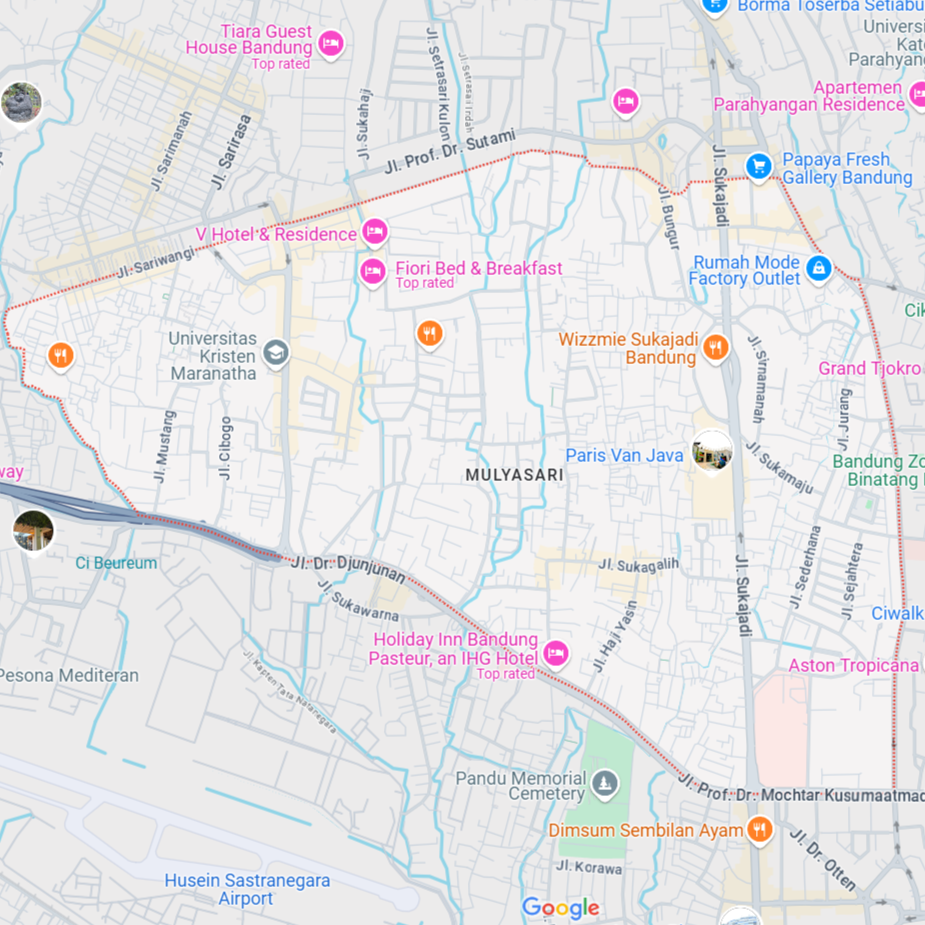 Borma Toserba Setiabu
Tiara Guest
House Bandung
Top rated
Universi
Kato
Parahyang
Jl. Setrasari Kulon
Jl. Setrasari Indah
Apartemen
Parahyangan Residence
Jl. Sukahaji
Jl. Sarimanah
Jl. Sarirasa
Jl. Prof. Dr. Sutami
Jl. Sukajadi
Papaya Fresh
Gallery Bandung
Jl. Bungur
V Hotel & Residence
Jl. Sariwangi
Fiori Bed & Breakfast
Top rated
Rumah Mode
Factory Outlet
Cik
Universitas
Kristen
Maranatha
Wizzmie Sukajadi
Bandung
Jl. Sirnamanah
Grand Tjokro
Jl. Jurang
Jl. Mustang
Jl. Cibogo
Paris Van Java
Jl. Sukamaju
Bandung Zo
Binatang
way
MULYASARI
Ci Beureum
Jl. Dr. Djunjunan
Jl. Sukagalih
Jl. Sukajadi
Jl. Sederhana
Jl. Sejahtera
Jl. Sukawarna
Jl. Haji Yasin
Ciwalk
Holiday Inn Bandung
Pasteur, an IHG Hotel
Top rated
Aston Tropicana
Pesona Mediteran
Jl. Kapten Tata Natanegara
Pandu Memorial
Cemetery
Jl. Prof. Dr. Mochtar Kusumaatmad
Dimsum Sembilan Ayam
Jl. Dr. Otten
Jl. Korawa
Husein Sastranegara
Airport
Google